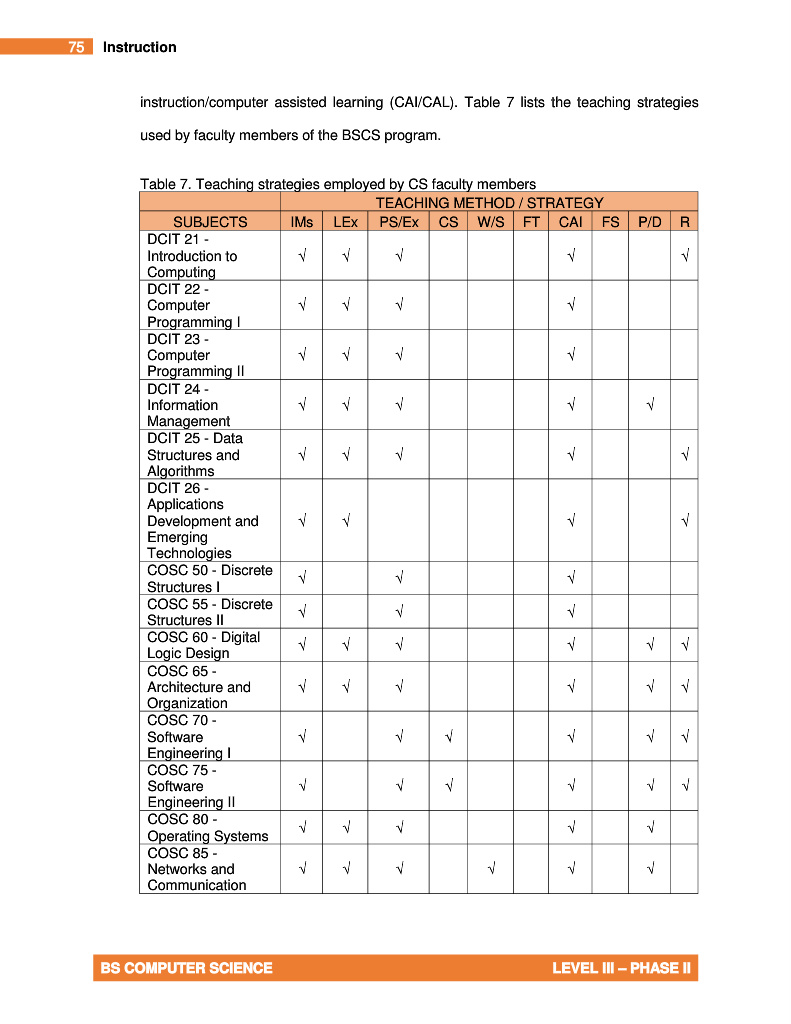 75 Instruction
instruction/computer assisted learning (CAI/CAL). Table 7 lists the teaching strategies
used by faculty members of the BSCS program.
Table 7. Teaching strategies employed by CS faculty members
TEACHING METHOD / STRATEGY
SUBJECTS IMs LEx PS/Ex CS W/S FT CAI FS P/D R
DCIT 21 -
Introduction to √ √ √ √ √
Computing
DCIT 22 -
Computer √ √ √ √
Programming I
DCIT 23 -
Computer √ √ √ √
Programming II
DCIT 24 -
Information √ √ √ √ √
Management
DCIT 25 - Data
Structures and √ √ √ √ √
Algorithms
DCIT 26 -
Applications
Development and √ √ √ √
Emerging
Technologies
COSC 50 - Discrete √ √ √
Structures I
COSC 55 - Discrete √ √ √
Structures II
COSC 60 - Digital √ √ √ √ √ √
Logic Design
COSC 65 -
Architecture and √ √ √ √ √ √
Organization
COSC 70 -
Software √ √ √ √ √ √
Engineering I
COSC 75 -
Software √ √ √ √ √ √
Engineering II
COSC 80 - √ √ √ √ √
Operating Systems
COSC 85 -
Networks and √ √ √ √ √ √
Communication
BS COMPUTER SCIENCE LEVEL III – PHASE II